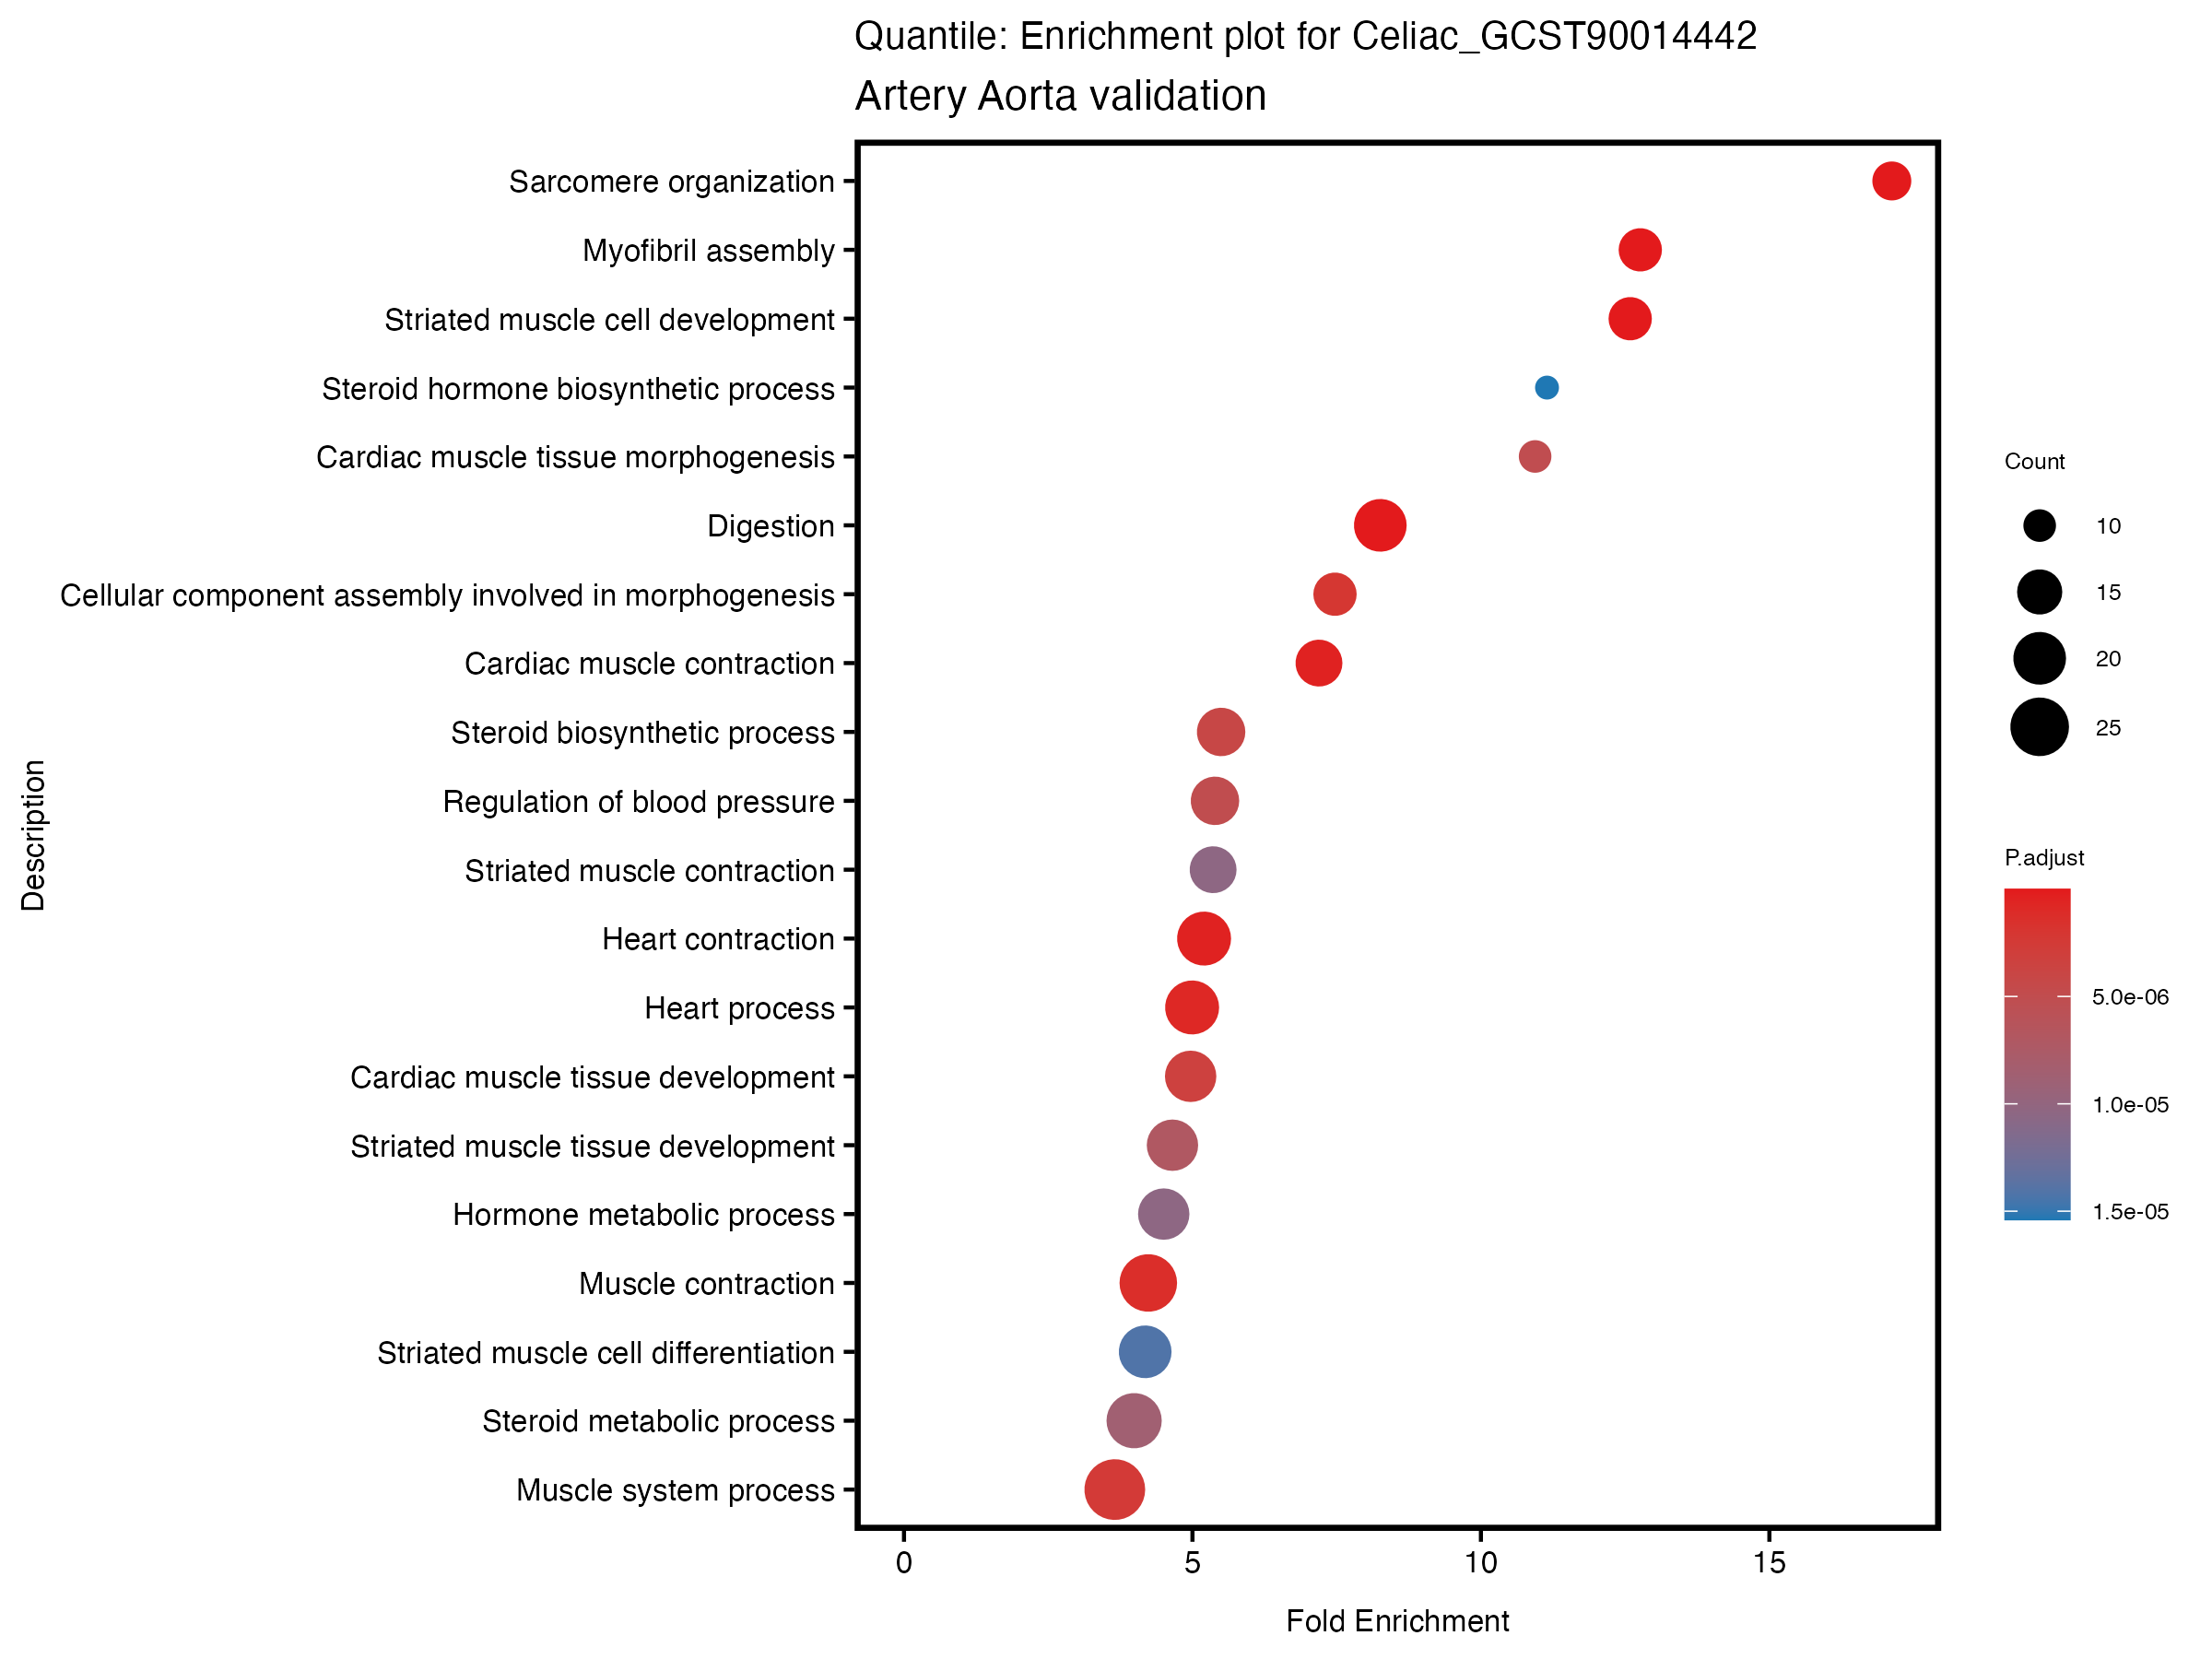 Quantile: Enrichment plot for Celiac_GCST90014442
Artery Aorta validation
Description
Sarcomere organization
Myofibril assembly
Striated muscle cell development
Steroid hormone biosynthetic process
Cardiac muscle tissue morphogenesis
Digestion
Cellular component assembly involved in morphogenesis
Cardiac muscle contraction
Steroid biosynthetic process
Regulation of blood pressure
Striated muscle contraction
Heart contraction
Heart process
Cardiac muscle tissue development
Striated muscle tissue development
Hormone metabolic process
Muscle contraction
Striated muscle cell differentiation
Steroid metabolic process
Muscle system process
0 5 10 15
Fold Enrichment
Count
10
15
20
25
P.adjust
5.0e-06
1.0e-05
1.5e-05